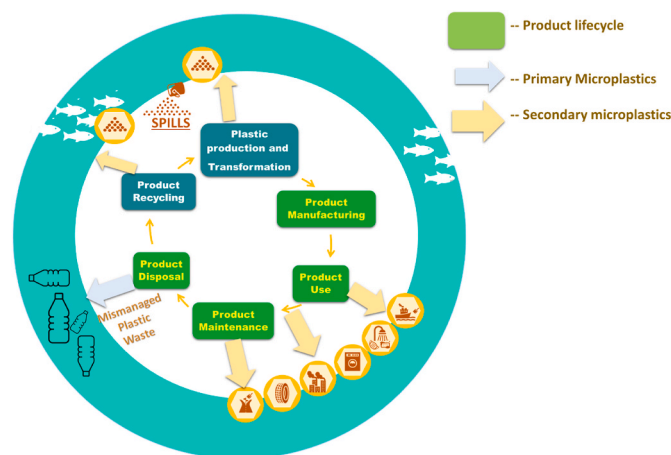 -- Product lifecycle
-- Primary Microplastics
-- Secondary microplastics
SPILLS
Plastic
production and
Transformation
Product
Manufacturing
Product
Use
Product
Maintenance
Product
Disposal
Product
Recycling
Mismanaged
Plastic
Waste